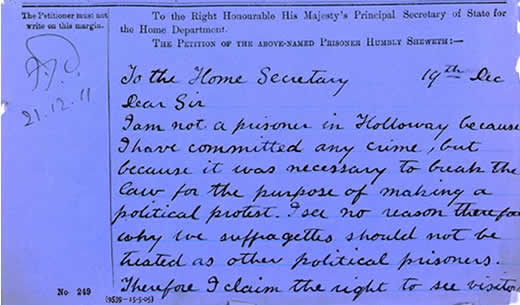 The Petitioner must not
write on this margin.
21.12.11
To the Right Honourable His Majesty's Principal Secretary of State for
the Home Department.
THE PETITION OF THE ABOVE-NAMED PRISONER HUMBLY SHEWETH:—
To the Home Secretary 19th Dec
Dear Sir
I am not a prisoner in Holloway because
I have committed any crime, but
because it was necessary to break the
law for the purpose of making a
political protest. I see no reason therefor
why we suffragettes should not be
treated as other political prisoners.
Therefore I claim the right to see visito
No 249
(9539—15-5-05)